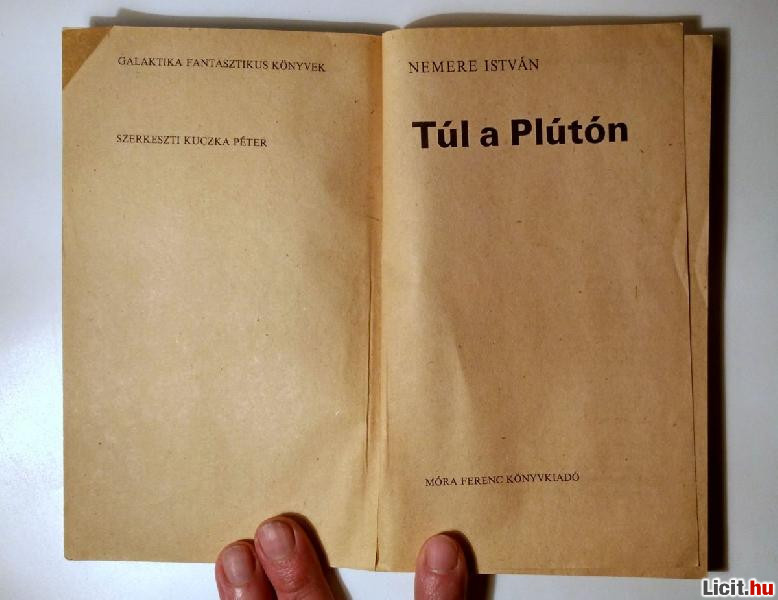 GALAKTIKA FANTASZTIKUS KÖNYVEK
SZERKESZTI KUCZKA PÉTER
NEMERE ISTVÁN
Túl a Plútón
MÓRA FERENC KÖNYVKIADÓ
Licit.hu